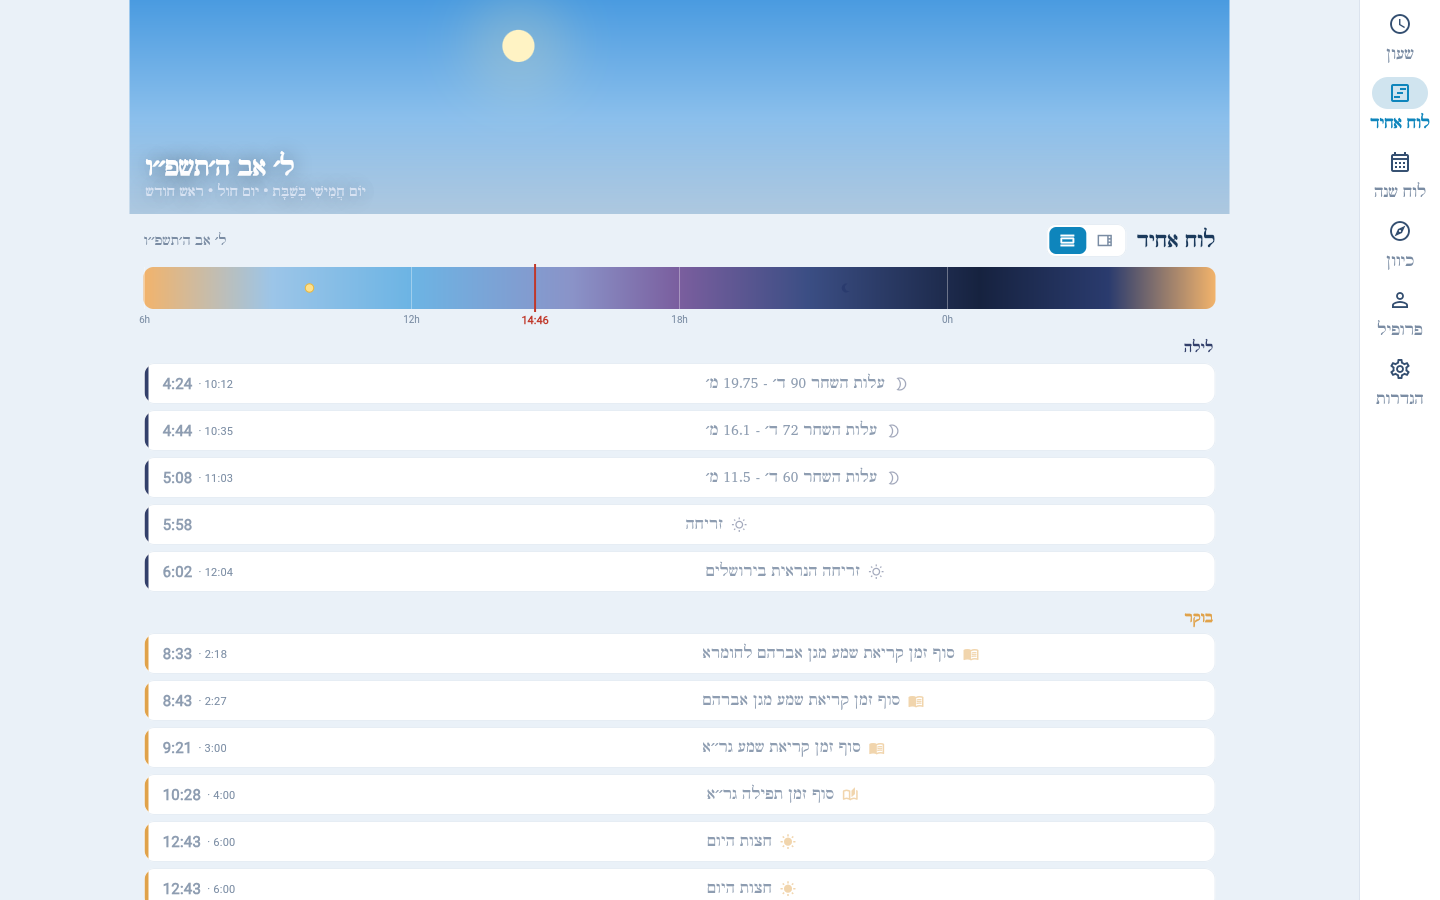 שעון
לוח אחיד
לוח שנה
כיוון
פרופיל
הגדרות
ל׳ אב ה׳תשפ״ו
יוֹם חֲמִישִׁי בְּשַׁבָּת • יום חול • ראש חודש
לוח אחיד
ל׳ אב ה׳תשפ״ו
6h 12h 14:46 18h 0h
לילה
עלות השחר 90 ד׳ - 19.75 מ׳ 4:24 · 10:12
עלות השחר 72 ד׳ - 16.1 מ׳ 4:44 · 10:35
עלות השחר 60 ד׳ - 11.5 מ׳ 5:08 · 11:03
זריחה 5:58
זריחה הנראית בירושלים 6:02 · 12:04
בוקר
סוף זמן קריאת שמע מגן אברהם לחומרא 8:33 · 2:18
סוף זמן קריאת שמע מגן אברהם 8:43 · 2:27
סוף זמן קריאת שמע גר״א 9:21 · 3:00
סוף זמן תפילה גר״א 10:28 · 4:00
חצות היום 12:43 · 6:00
חצות היום 12:43 · 6:00